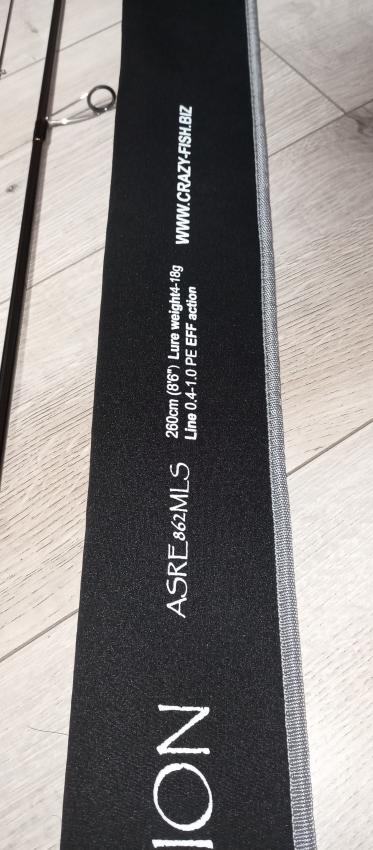 ION
ASRE862MLS
260cm (8'6") Lure weight4-18g
Line 0.4-1.0 PE EFF action
WWW.CRAZY-FISH.BIZ